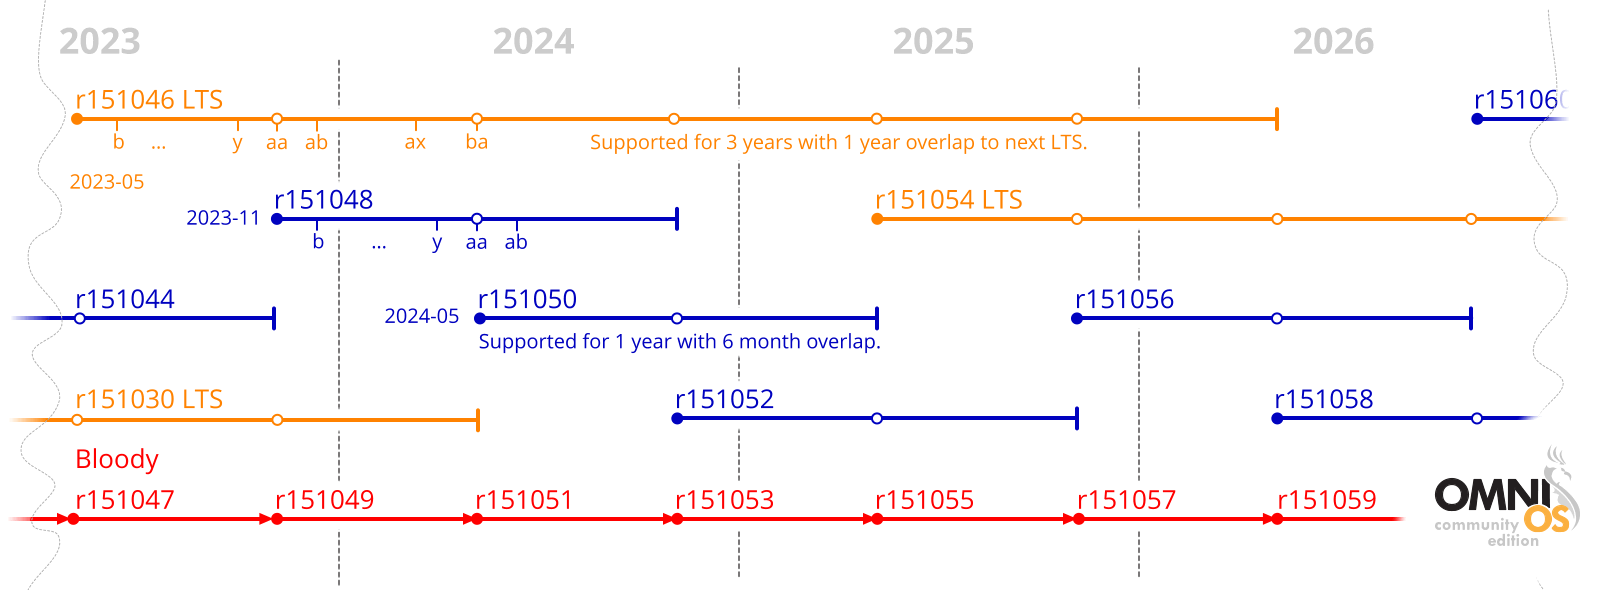 2023 2024 2025 2026
r151046 LTS r15106
b ... y aa ab ax ba Supported for 3 years with 1 year overlap to next LTS.
2023-05
r151048 r151054 LTS
2023-11
b ... y aa ab
r151044 r151050 r151056
2024-05
Supported for 1 year with 6 month overlap.
r151030 LTS r151052 r151058
Bloody
r151047 r151049 r151051 r151053 r151055 r151057 r151059
OMNI
community OS
edition